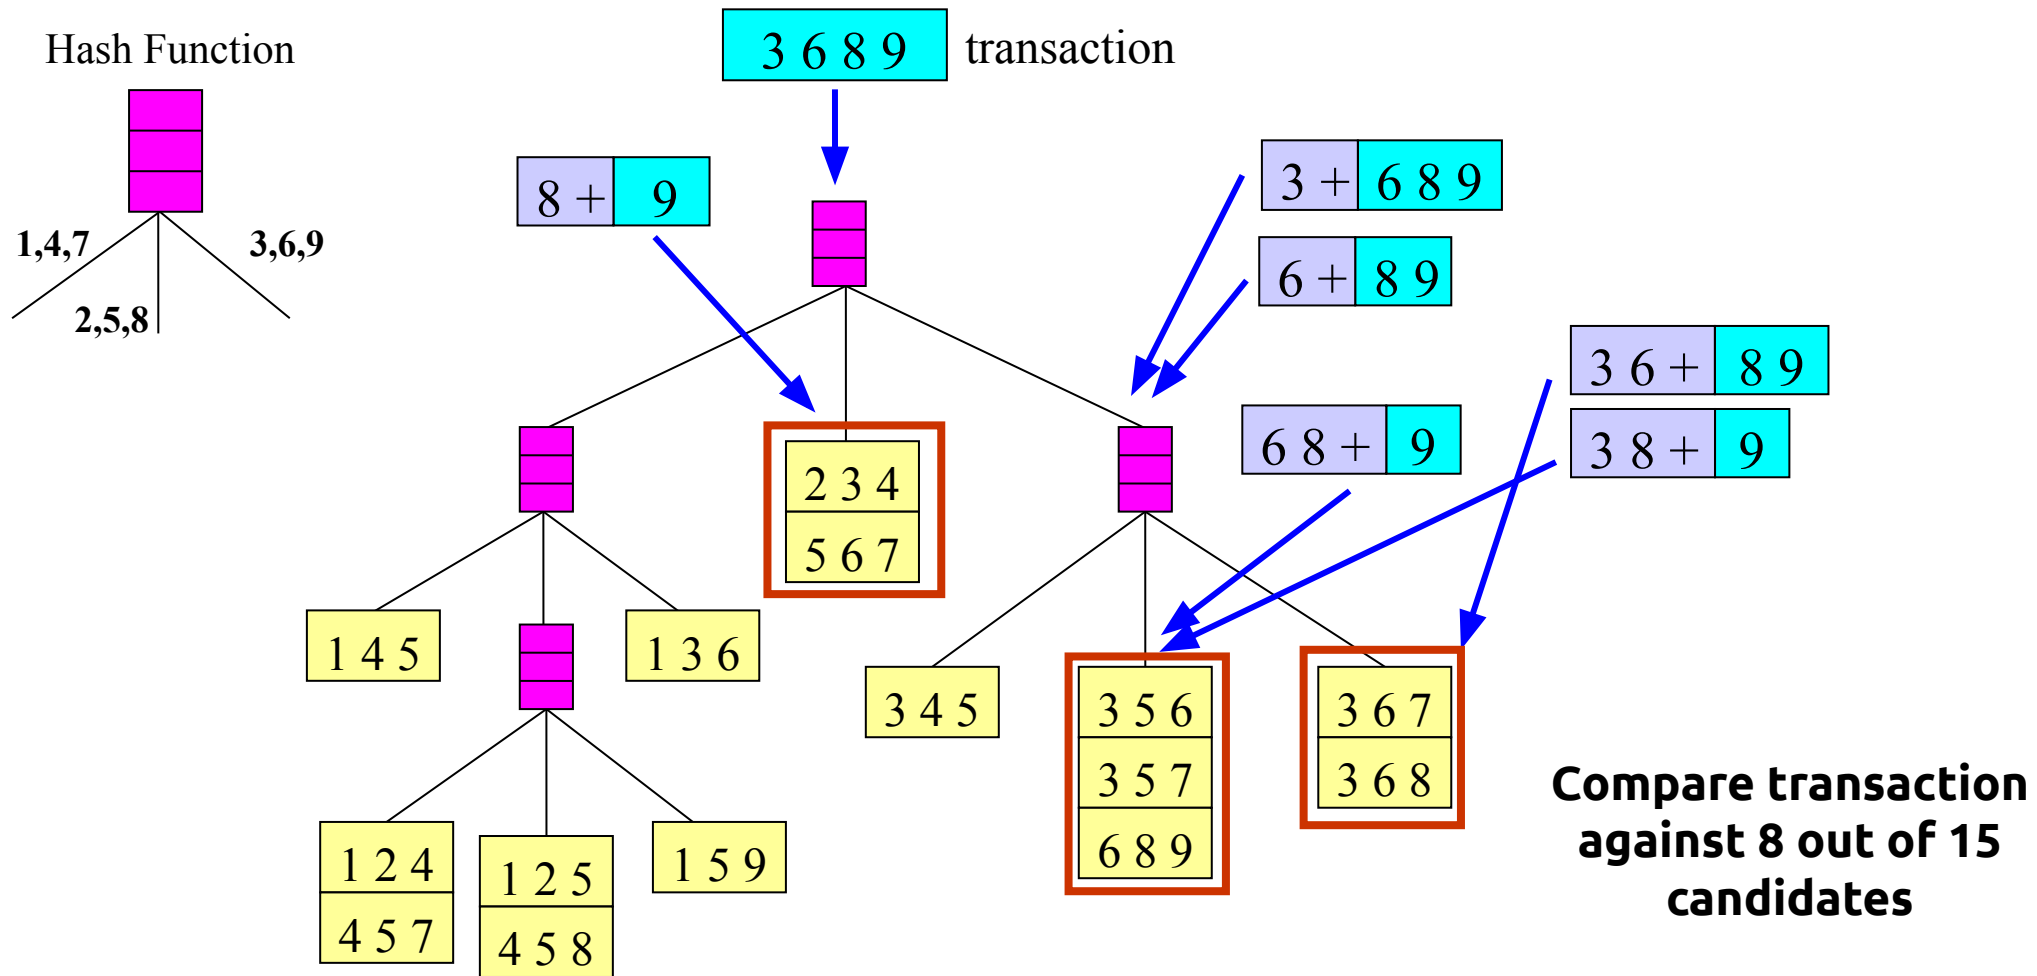 Hash Function
3 6 8 9 transaction
1,4,7
3,6,9
2,5,8
8 + 9
3 + 6 8 9
6 + 8 9
3 6 + 8 9
6 8 + 9
3 8 + 9
2 3 4
5 6 7
1 4 5
1 3 6
3 4 5
3 5 6
3 5 7
6 8 9
3 6 7
3 6 8
1 2 4
4 5 7
1 2 5
4 5 8
1 5 9
Compare transaction
against 8 out of 15
candidates